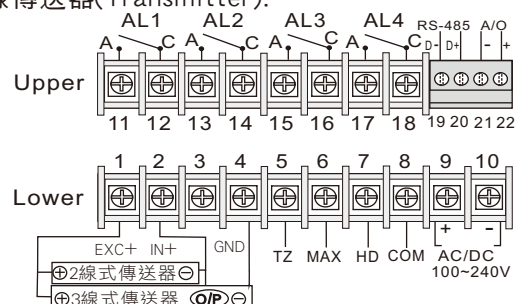 線傳送器(Transmitter).
AL1 AL2 AL3 AL4 RS-485 A/O
A C A C A C A C D- D+ - +
Upper
11 12 13 14 15 16 17 18 19 20 21 22
1 2 3 4 5 6 7 8 9 10
Lower
+ -
EXC+ IN+ GND TZ MAX HD COM AC/DC
100~240V
⊕2線式傳送器⊖
⊕3線式傳送器 O/P ⊖